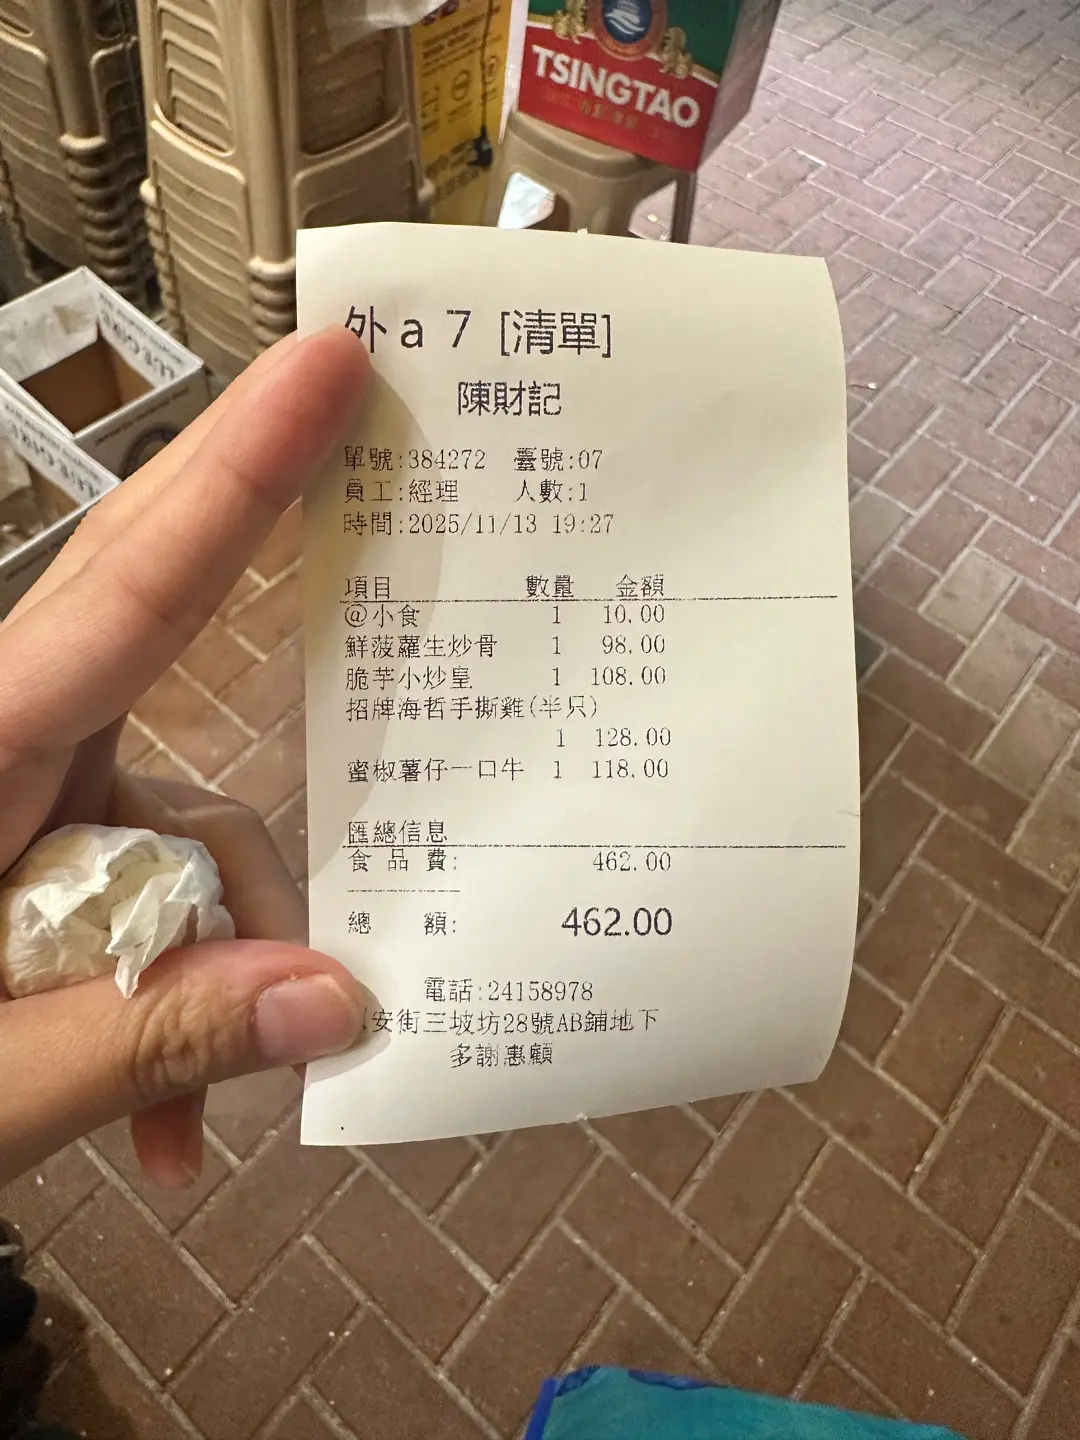 TSINGTAO
外a7 [清單]
陳財記
單號:384272 臺號:07
員工:經理 人數:1
時間:2025/11/13 19:27
項目 數量 金額
@小食 1 10.00
鮮菠蘿生炒骨 1 98.00
脆芋小炒皇 1 108.00
招牌海哲手撕雞(半只)
1 128.00
蜜椒薯仔一口牛 1 118.00
匯總信息
食品費: 462.00
總 額: 462.00
電話:24158978
安街三坡坊28號AB鋪地下
多謝惠顧